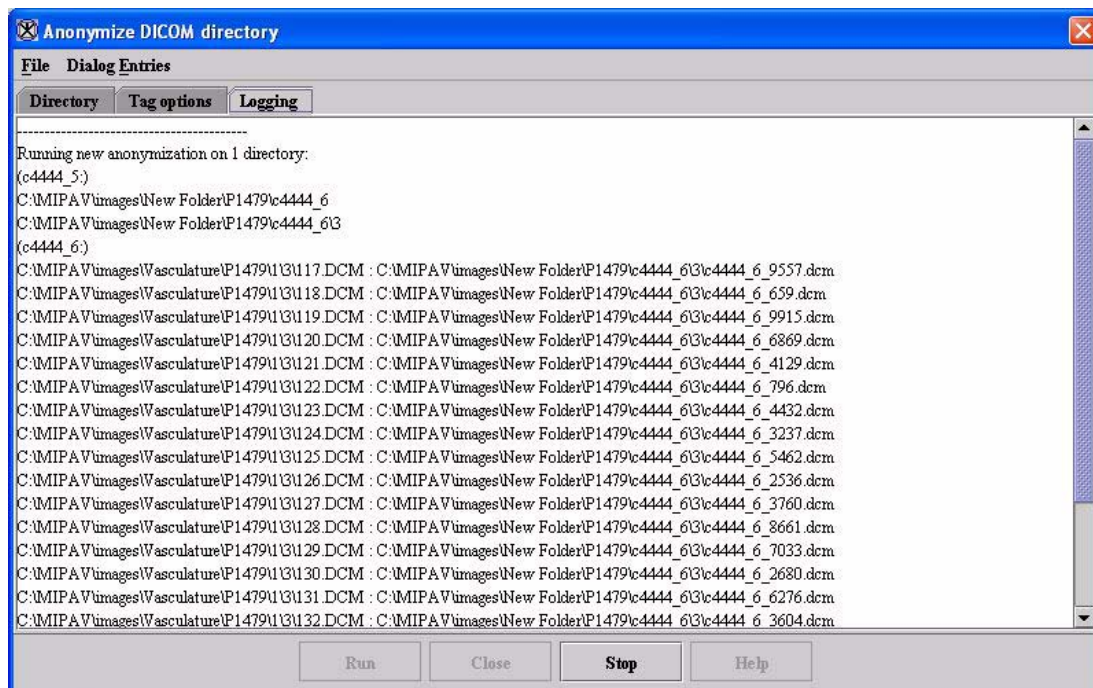 Anonymize DICOM directory
File Dialog Entries
Directory Tag options Logging
------------------------------------------
Running new anonymization on 1 directory:
(c4444_5:)
C:\MIPAV\images\New Folder\P1479\c4444_6
C:\MIPAV\images\New Folder\P1479\c4444_6\3
(c4444_6:)
C:\MIPAV\images\Vasculature\P1479\1\3\117.DCM : C:\MIPAV\images\New Folder\P1479\c4444_6\3\c4444_6_9557.dcm
C:\MIPAV\images\Vasculature\P1479\1\3\118.DCM : C:\MIPAV\images\New Folder\P1479\c4444_6\3\c4444_6_659.dcm
C:\MIPAV\images\Vasculature\P1479\1\3\119.DCM : C:\MIPAV\images\New Folder\P1479\c4444_6\3\c4444_6_9915.dcm
C:\MIPAV\images\Vasculature\P1479\1\3\120.DCM : C:\MIPAV\images\New Folder\P1479\c4444_6\3\c4444_6_6869.dcm
C:\MIPAV\images\Vasculature\P1479\1\3\121.DCM : C:\MIPAV\images\New Folder\P1479\c4444_6\3\c4444_6_4129.dcm
C:\MIPAV\images\Vasculature\P1479\1\3\122.DCM : C:\MIPAV\images\New Folder\P1479\c4444_6\3\c4444_6_796.dcm
C:\MIPAV\images\Vasculature\P1479\1\3\123.DCM : C:\MIPAV\images\New Folder\P1479\c4444_6\3\c4444_6_4432.dcm
C:\MIPAV\images\Vasculature\P1479\1\3\124.DCM : C:\MIPAV\images\New Folder\P1479\c4444_6\3\c4444_6_3237.dcm
C:\MIPAV\images\Vasculature\P1479\1\3\125.DCM : C:\MIPAV\images\New Folder\P1479\c4444_6\3\c4444_6_5462.dcm
C:\MIPAV\images\Vasculature\P1479\1\3\126.DCM : C:\MIPAV\images\New Folder\P1479\c4444_6\3\c4444_6_2536.dcm
C:\MIPAV\images\Vasculature\P1479\1\3\127.DCM : C:\MIPAV\images\New Folder\P1479\c4444_6\3\c4444_6_3760.dcm
C:\MIPAV\images\Vasculature\P1479\1\3\128.DCM : C:\MIPAV\images\New Folder\P1479\c4444_6\3\c4444_6_8661.dcm
C:\MIPAV\images\Vasculature\P1479\1\3\129.DCM : C:\MIPAV\images\New Folder\P1479\c4444_6\3\c4444_6_7033.dcm
C:\MIPAV\images\Vasculature\P1479\1\3\130.DCM : C:\MIPAV\images\New Folder\P1479\c4444_6\3\c4444_6_2680.dcm
C:\MIPAV\images\Vasculature\P1479\1\3\131.DCM : C:\MIPAV\images\New Folder\P1479\c4444_6\3\c4444_6_6276.dcm
C:\MIPAV\images\Vasculature\P1479\1\3\132.DCM : C:\MIPAV\images\New Folder\P1479\c4444_6\3\c4444_6_3604.dcm
Run Close Stop Help